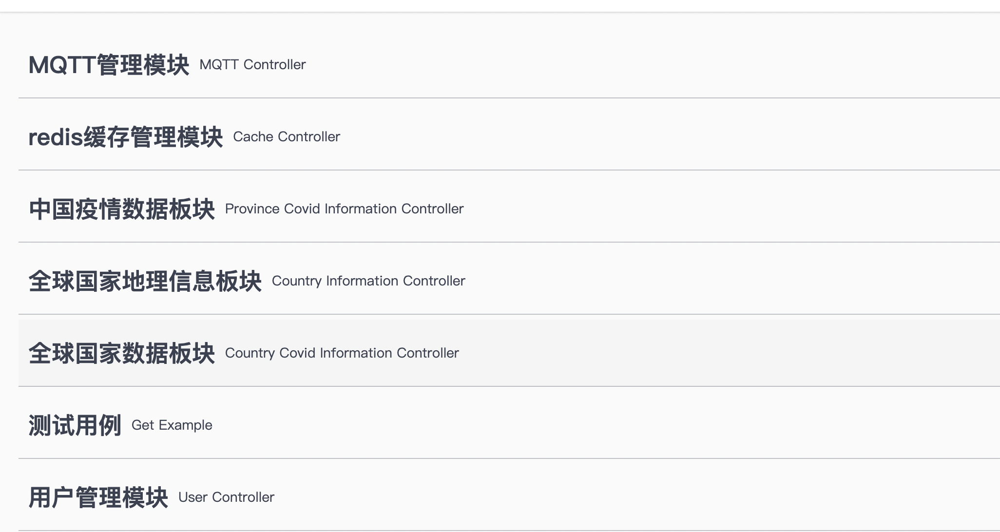 MQTT管理模块 MQTT Controller
redis缓存管理模块 Cache Controller
中国疫情数据板块 Province Covid Information Controller
全球国家地理信息板块 Country Information Controller
全球国家数据板块 Country Covid Information Controller
测试用例 Get Example
用户管理模块 User Controller